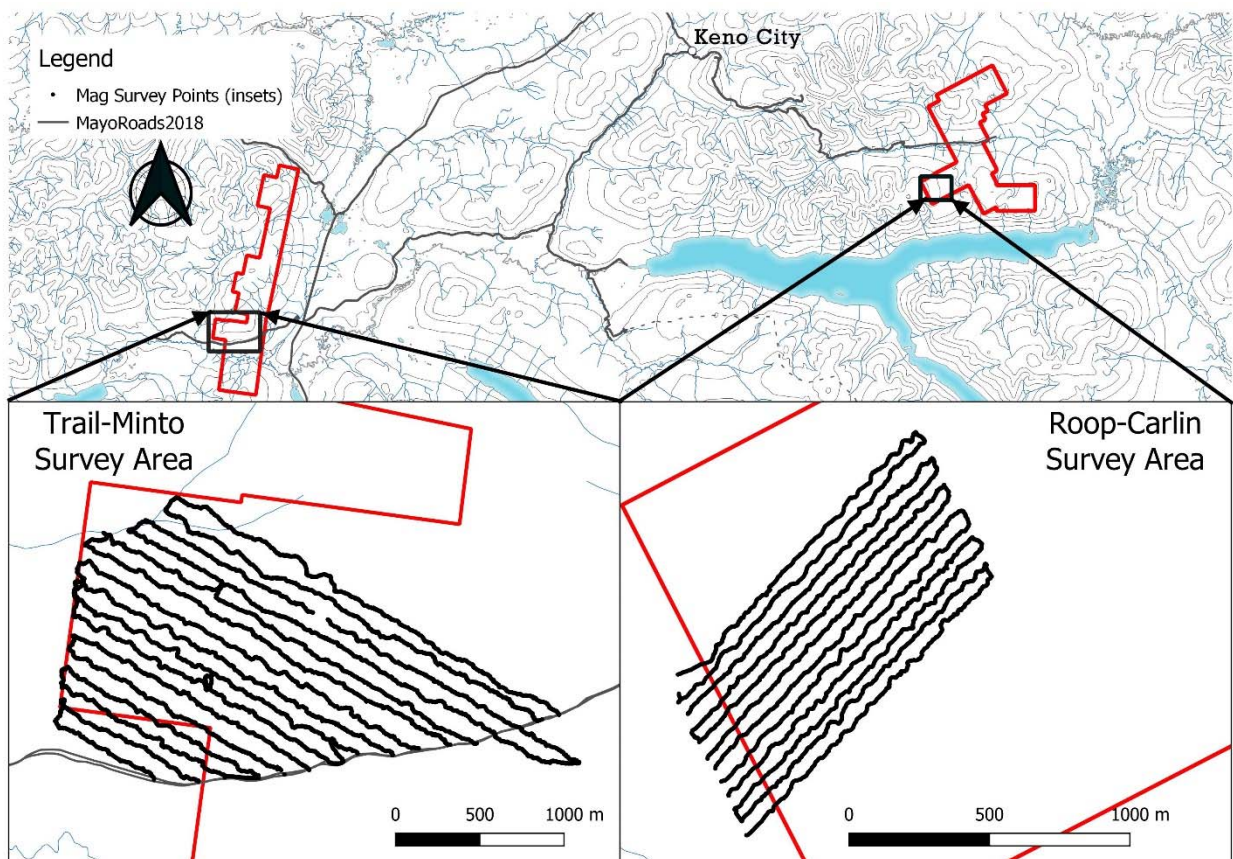 Keno City
Legend
Mag Survey Points (insets)
MayoRoads2018
Trail-Minto
Survey Area
Roop-Carlin
Survey Area
0 500 1000 m
0 500 1000 m